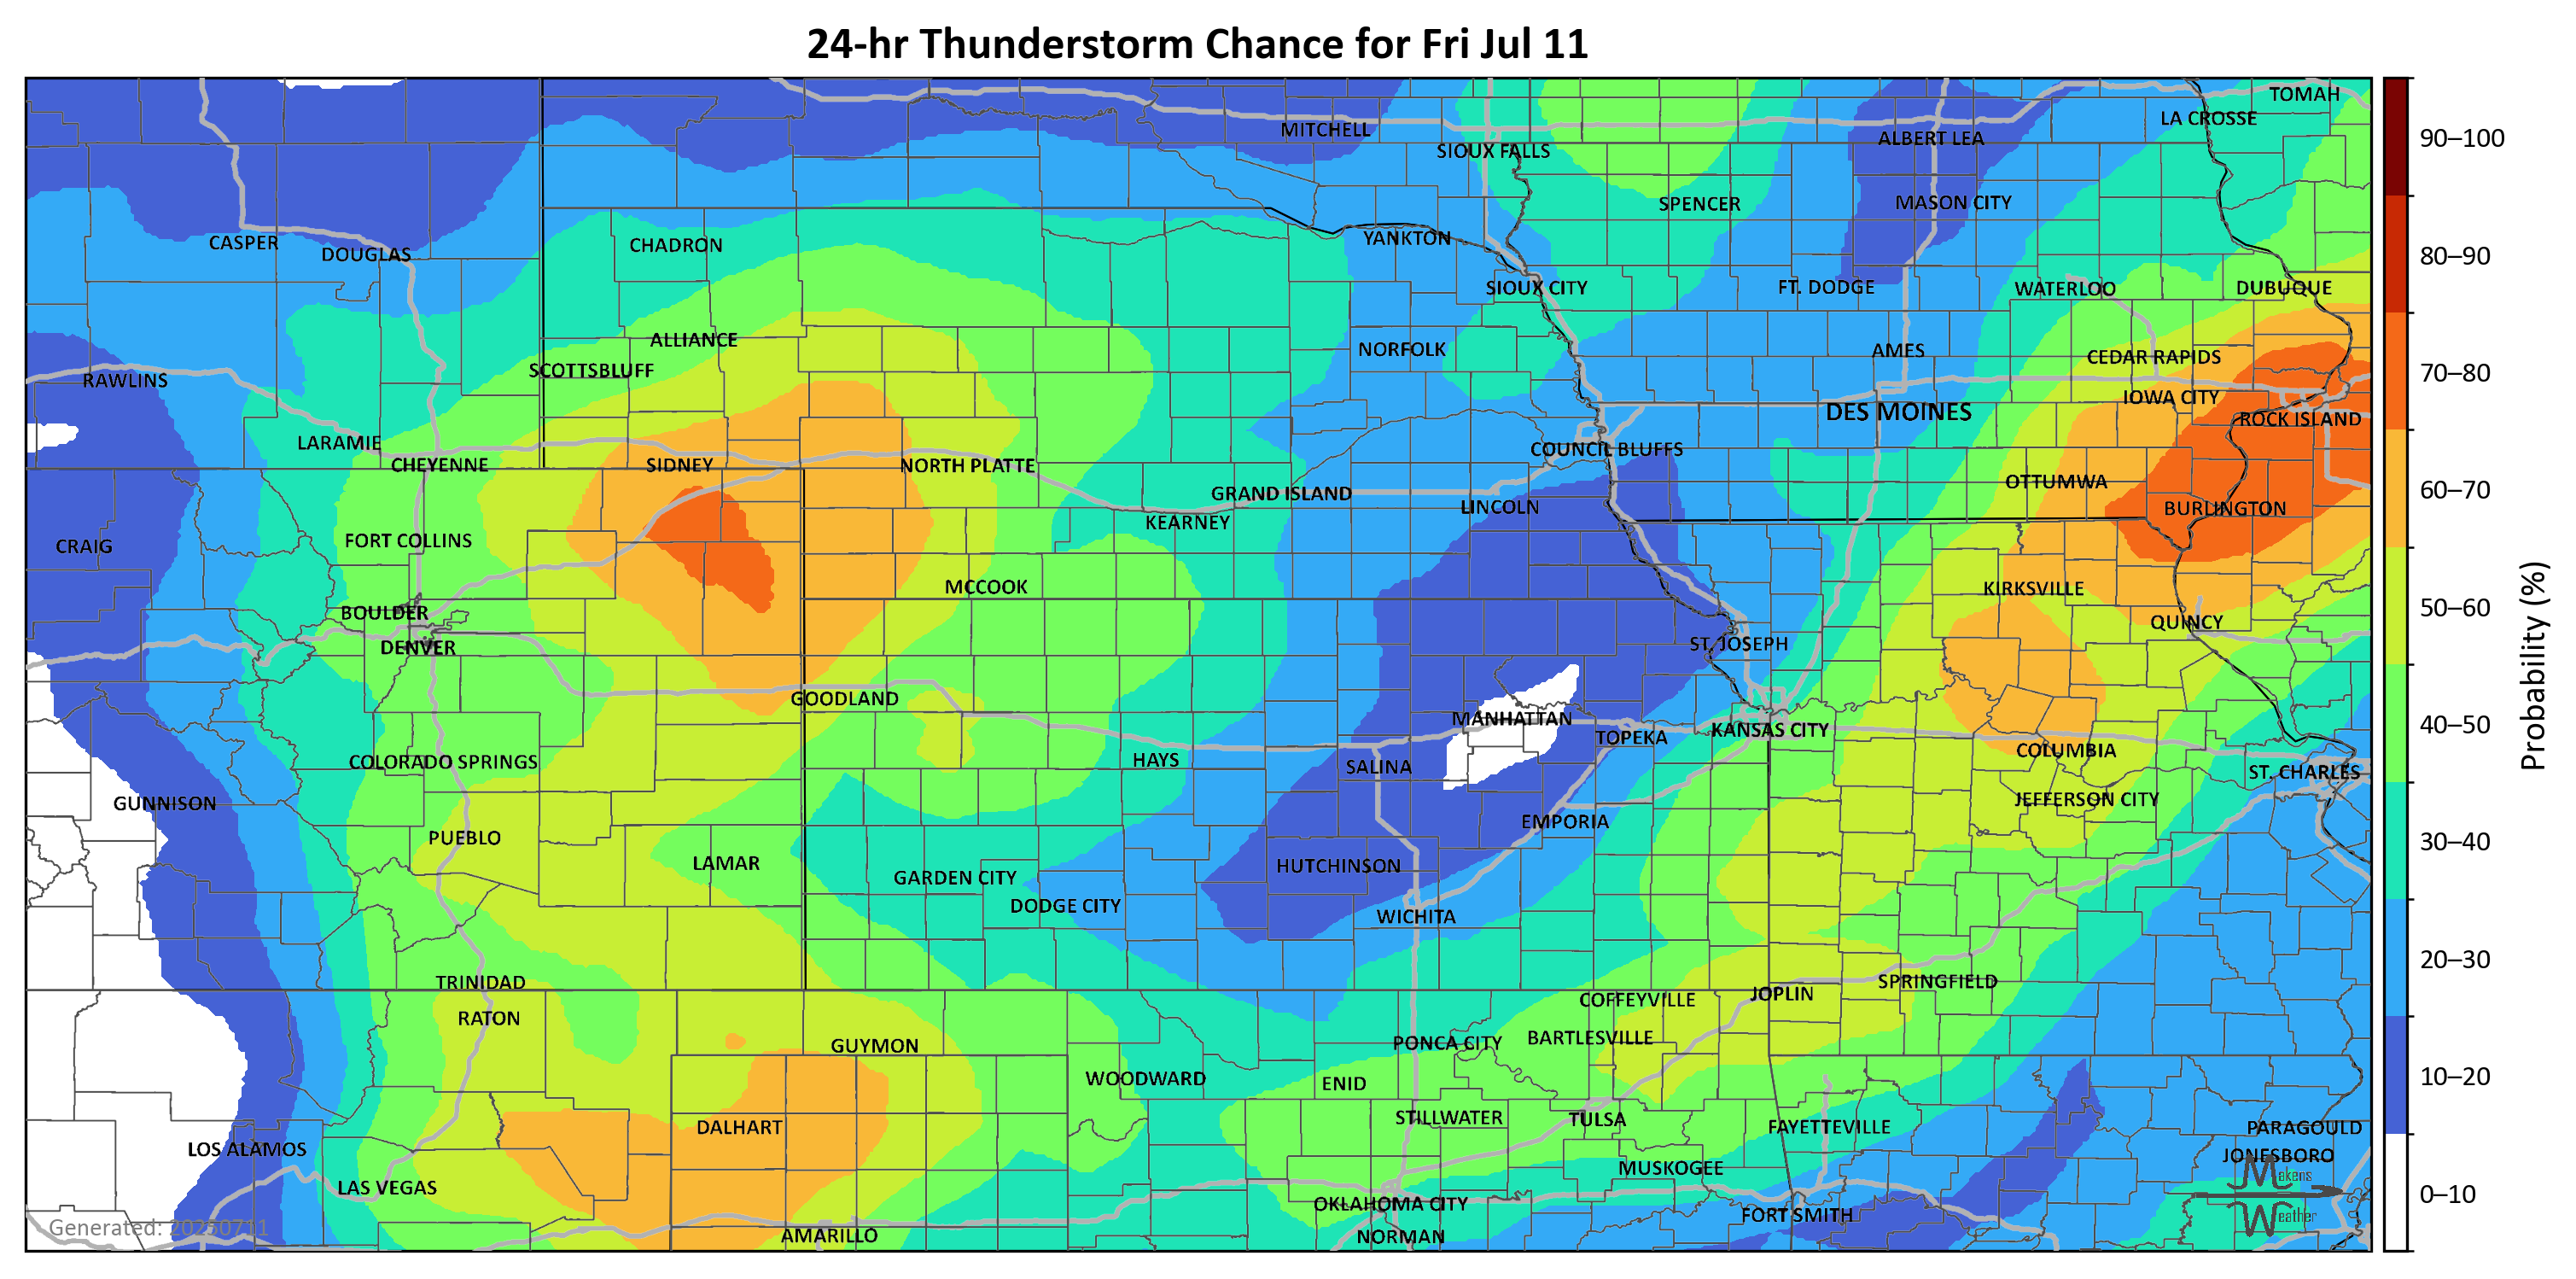 24-hr Thunderstorm Chance for Fri Jul 11
TOMAH
LA CROSSE
MITCHELL
ALBERT LEA
SIOUX FALLS
SPENCER
MASON CITY
CASPER
DOUGLAS
CHADRON
YANKTON
SIOUX CITY
FT. DODGE
WATERLOO
DUBUQUE
ALLIANCE
NORFOLK
AMES
CEDAR RAPIDS
RAWLINS
SCOTTSBLUFF
IOWA CITY
DES MOINES
ROCK ISLAND
LARAMIE
CHEYENNE
SIDNEY
NORTH PLATTE
COUNCIL BLUFFS
GRAND ISLAND
LINCOLN
OTTUMWA
KEARNEY
BURLINGTON
CRAIG
FORT COLLINS
MCCOOK
KIRKSVILLE
BOULDER
QUINCY
DENVER
ST. JOSEPH
GOODLAND
MANHATTAN
TOPEKA
KANSAS CITY
COLUMBIA
COLORADO SPRINGS
HAYS
SALINA
ST. CHARLES
GUNNISON
JEFFERSON CITY
PUEBLO
EMPORIA
LAMAR
GARDEN CITY
HUTCHINSON
DODGE CITY
WICHITA
TRINIDAD
SPRINGFIELD
RATON
COFFEYVILLE
JOPLIN
GUYMON
PONCA CITY
BARTLESVILLE
WOODWARD
ENID
DALHART
STILLWATER
TULSA
FAYETTEVILLE
PARAGOULD
LOS ALAMOS
JONESBORO
LAS VEGAS
MUSKOGEE
OKLAHOMA CITY
FORT SMITH
AMARILLO
NORMAN
Generated: 20250711
Makens
Weather
90–100
80–90
70–80
60–70
50–60
40–50
30–40
20–30
10–20
0–10
Probability (%)